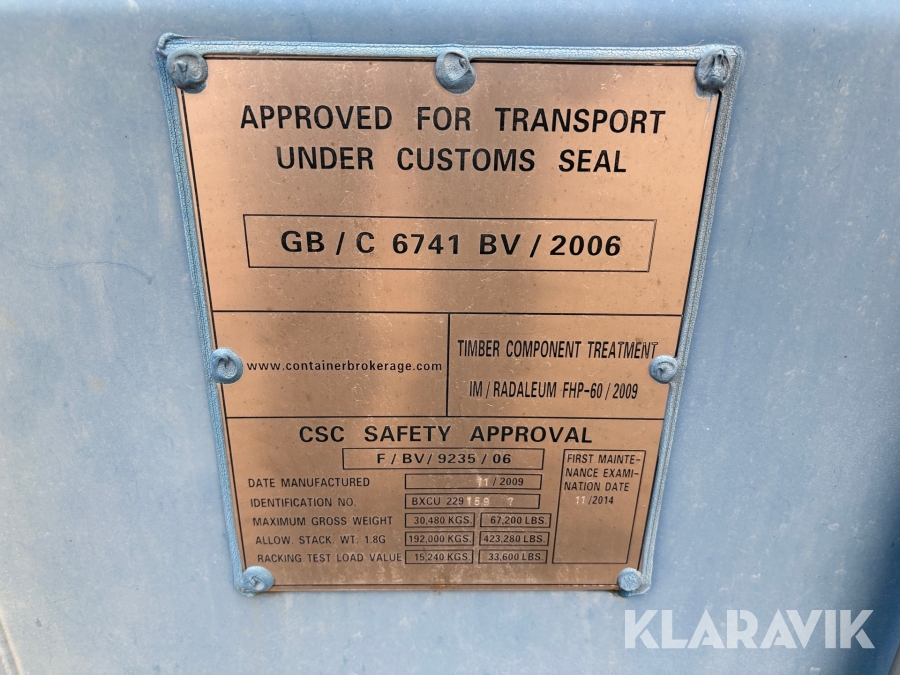 APPROVED FOR TRANSPORT
UNDER CUSTOMS SEAL
GB / C 6741 BV / 2006
www.containerbrokerage.com
TIMBER COMPONENT TREATMENT
IM / RADALEUM FHP-60 / 2009
CSC SAFETY APPROVAL
F / BV / 9235 / 06
DATE MANUFACTURED 11 / 2009
IDENTIFICATION NO. BXCU 229
MAXIMUM GROSS WEIGHT 30,480 KGS. 67,200 LBS.
ALLOW. STACK. WT. 1.8G 192,000 KGS. 423,280 LBS.
RACKING TEST LOAD VALUE 15,240 KGS. 33,600 LBS.
FIRST MAINTE-
NANCE EXAMI-
NATION DATE
11 / 2014
KLARAVIK